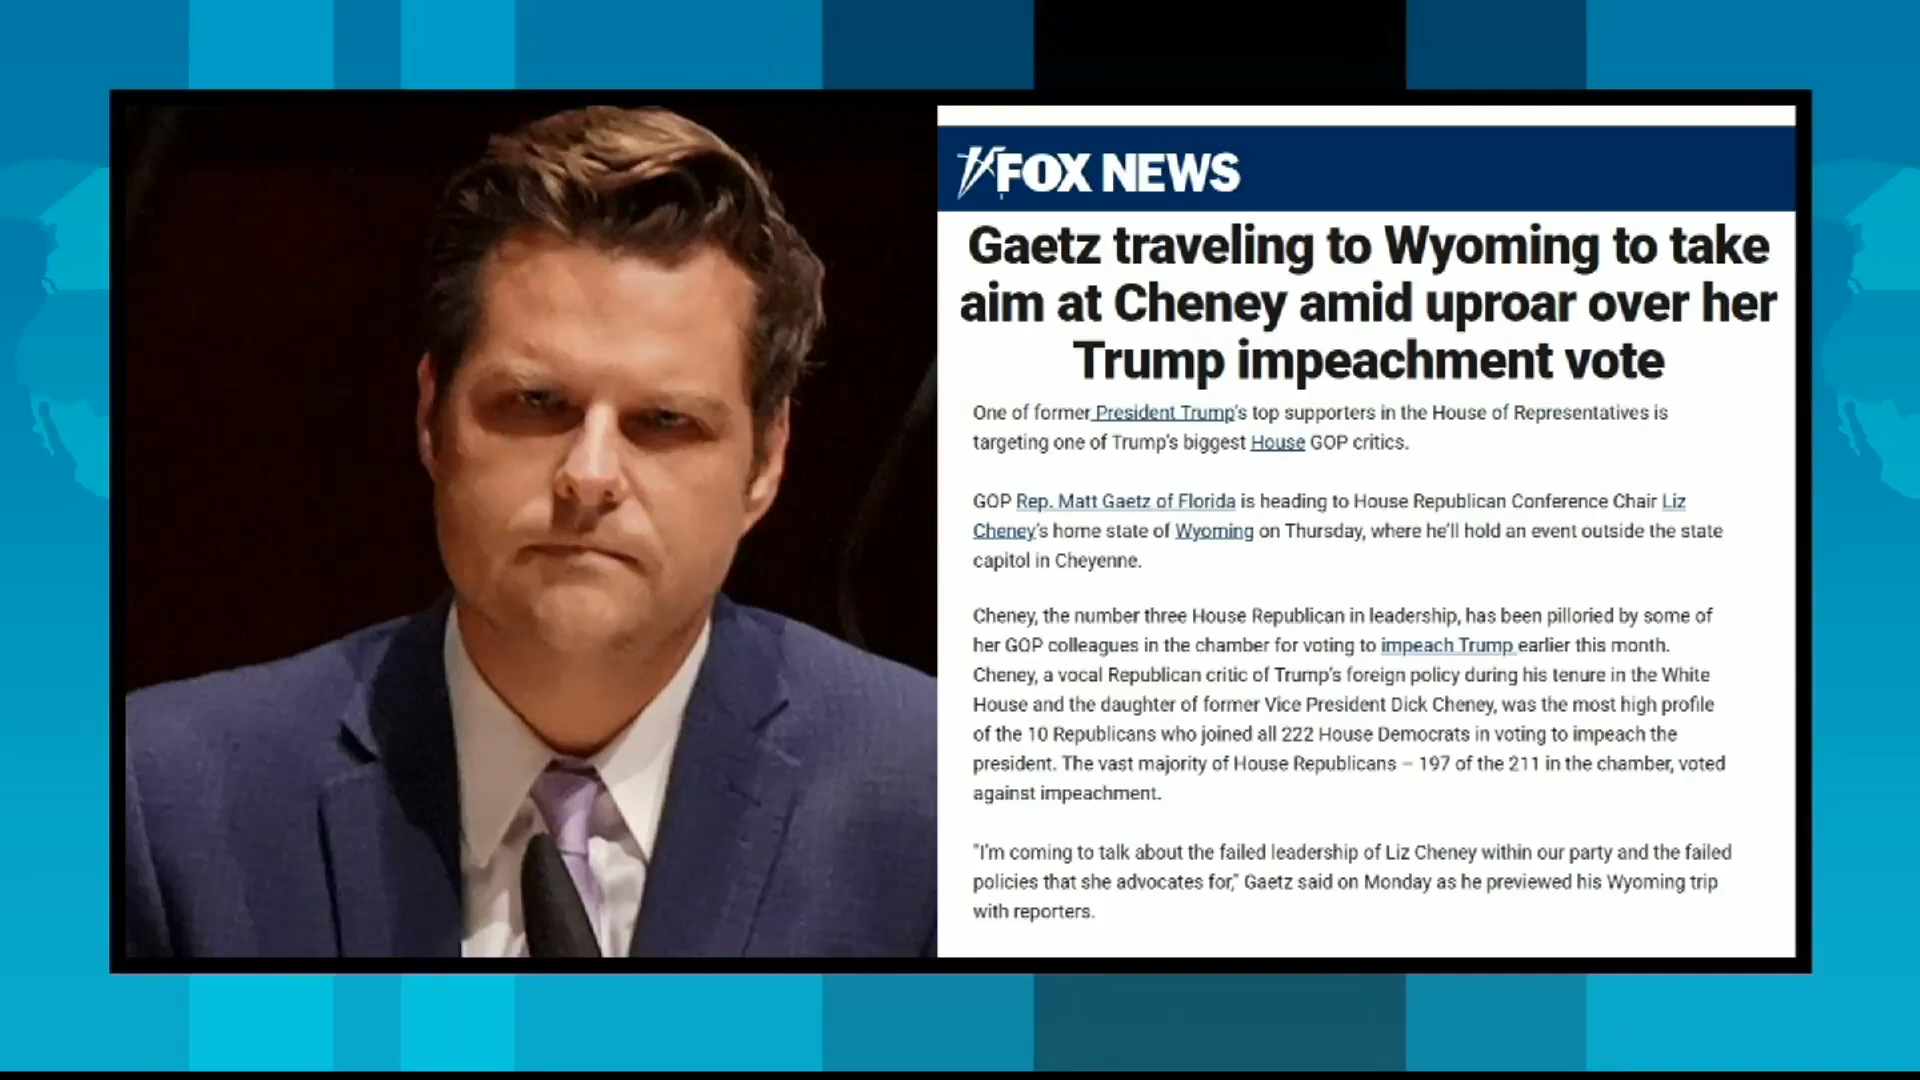 FOX NEWS
Gaetz traveling to Wyoming to take
aim at Cheney amid uproar over her
Trump impeachment vote
One of former President Trump's top supporters in the House of Representatives is
targeting one of Trump's biggest House GOP critics.
GOP Rep. Matt Gaetz of Florida is heading to House Republican Conference Chair Liz
Cheney's home state of Wyoming on Thursday, where he'll hold an event outside the state
capitol in Cheyenne.
Cheney, the number three House Republican in leadership, has been pilloried by some of
her GOP colleagues in the chamber for voting to impeach Trump earlier this month.
Cheney, a vocal Republican critic of Trump's foreign policy during his tenure in the White
House and the daughter of former Vice President Dick Cheney, was the most high profile
of the 10 Republicans who joined all 222 House Democrats in voting to impeach the
president. The vast majority of House Republicans – 197 of the 211 in the chamber, voted
against impeachment.
"I'm coming to talk about the failed leadership of Liz Cheney within our party and the failed
policies that she advocates for," Gaetz said on Monday as he previewed his Wyoming trip
with reporters.